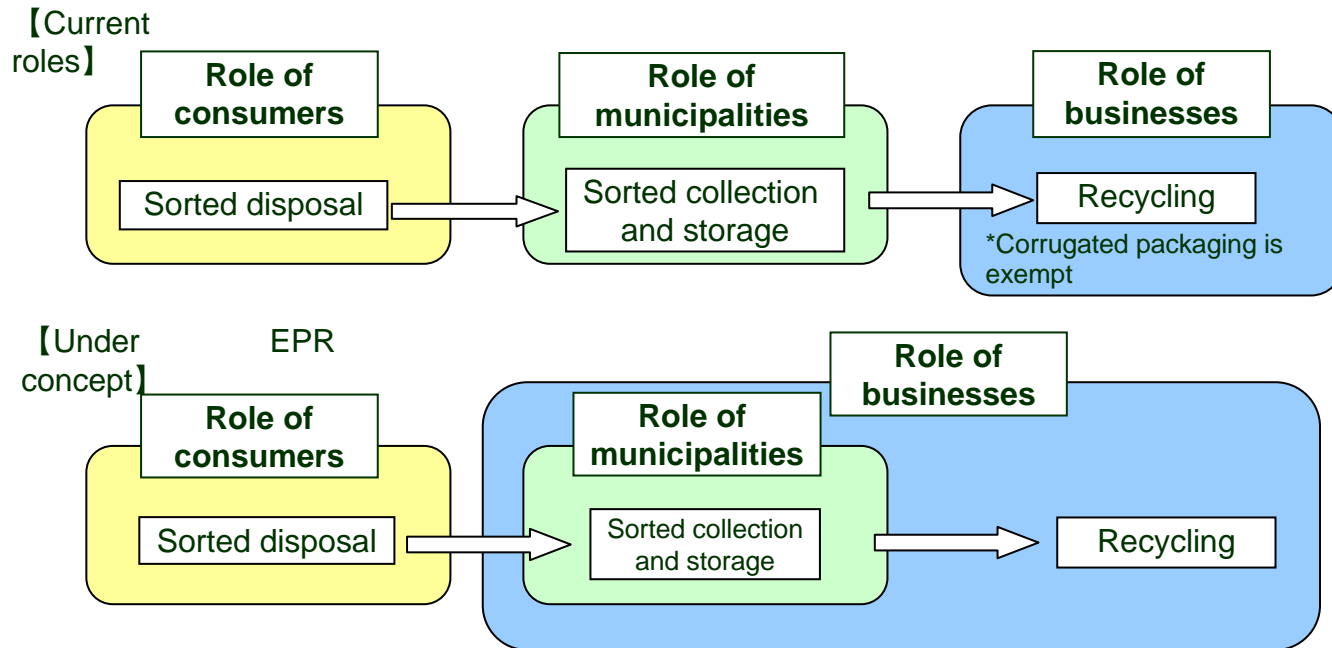 【Current
roles】
Role of
consumers
Sorted disposal
Role of
municipalities
Sorted collection
and storage
Role of
businesses
Recycling
*Corrugated packaging is
exempt
【Under EPR
concept】
Role of
consumers
Sorted disposal
Role of
businesses
Role of
municipalities
Sorted collection
and storage
Recycling